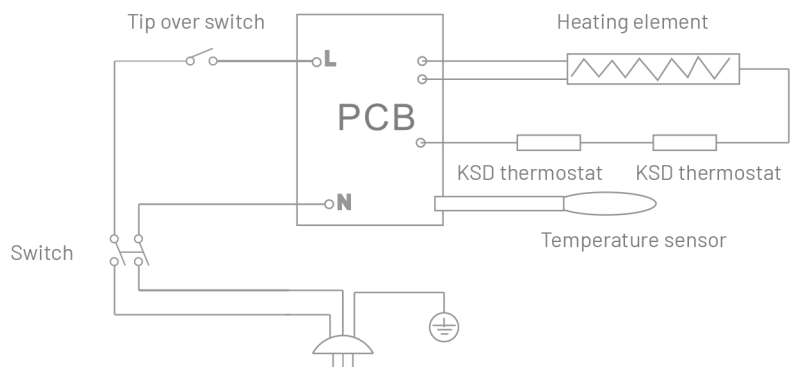 Tip over switch
Heating element
L
PCB
KSD thermostat
KSD thermostat
N
Temperature sensor
Switch